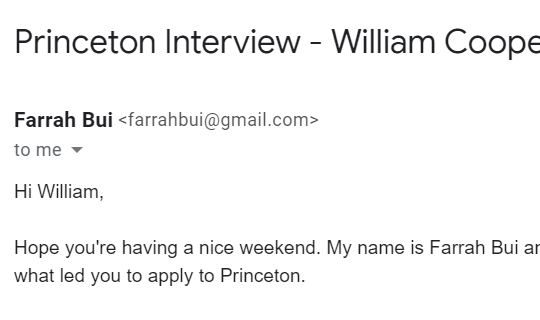 Princeton Interview - William Coope
Farrah Bui <farrahbui@gmail.com>
to me
Hi William,
Hope you're having a nice weekend. My name is Farrah Bui ar
what led you to apply to Princeton.